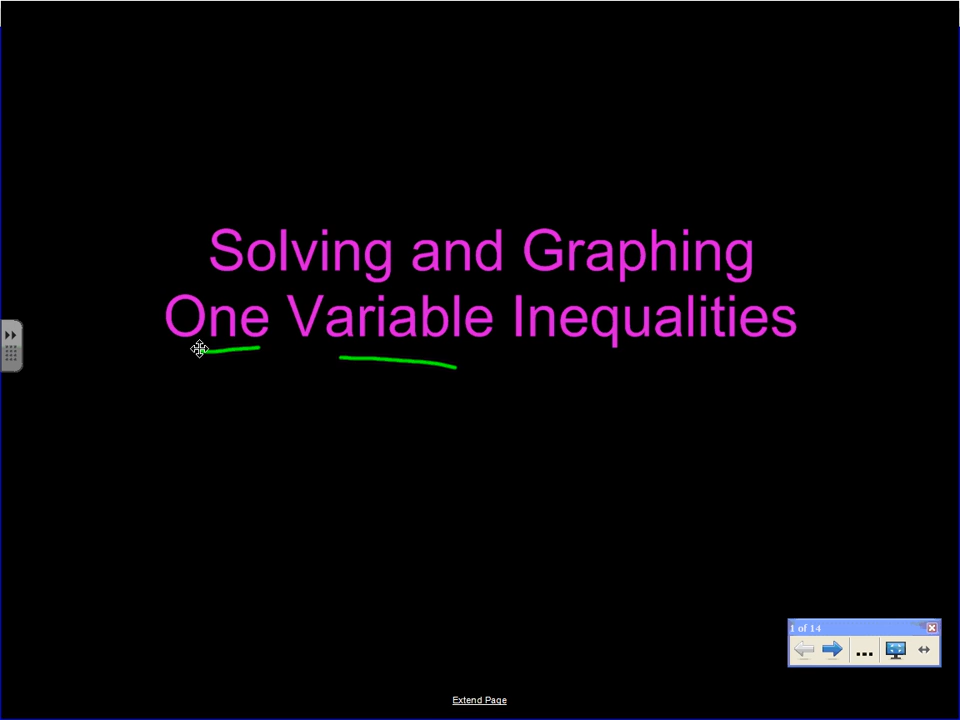 Solving and Graphing
One Variable Inequalities
1 of 14
...
Extend Page